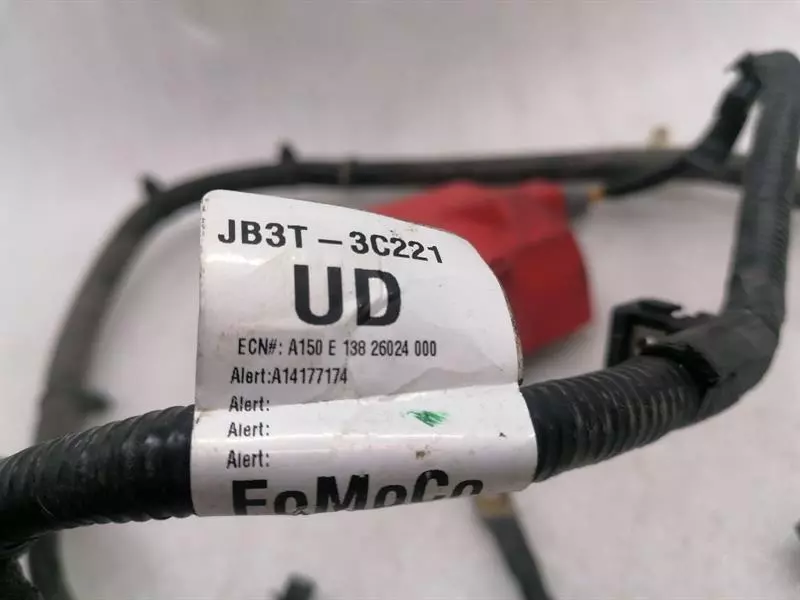 JB3T-3C221
UD
ECN#: A150 E 138 26024 000
Alert:A14177174
Alert:
Alert:
Alert:
FoMoCo